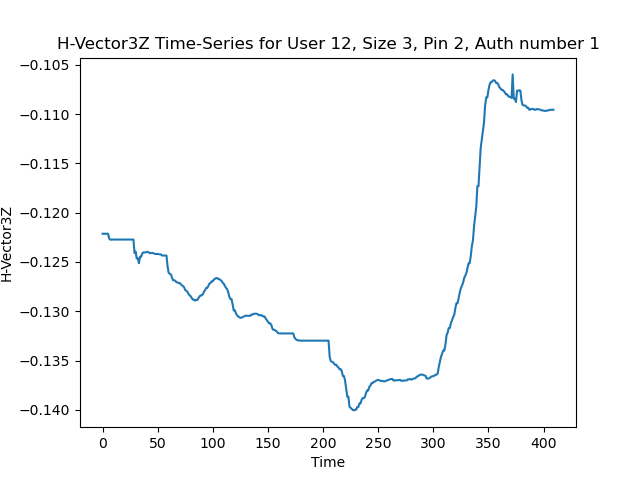 H-Vector3Z Time-Series for User 12, Size 3, Pin 2, Auth number 1
H-Vector3Z
−0.105
−0.110
−0.115
−0.120
−0.125
−0.130
−0.135
−0.140
0 50 100 150 200 250 300 350 400
Time